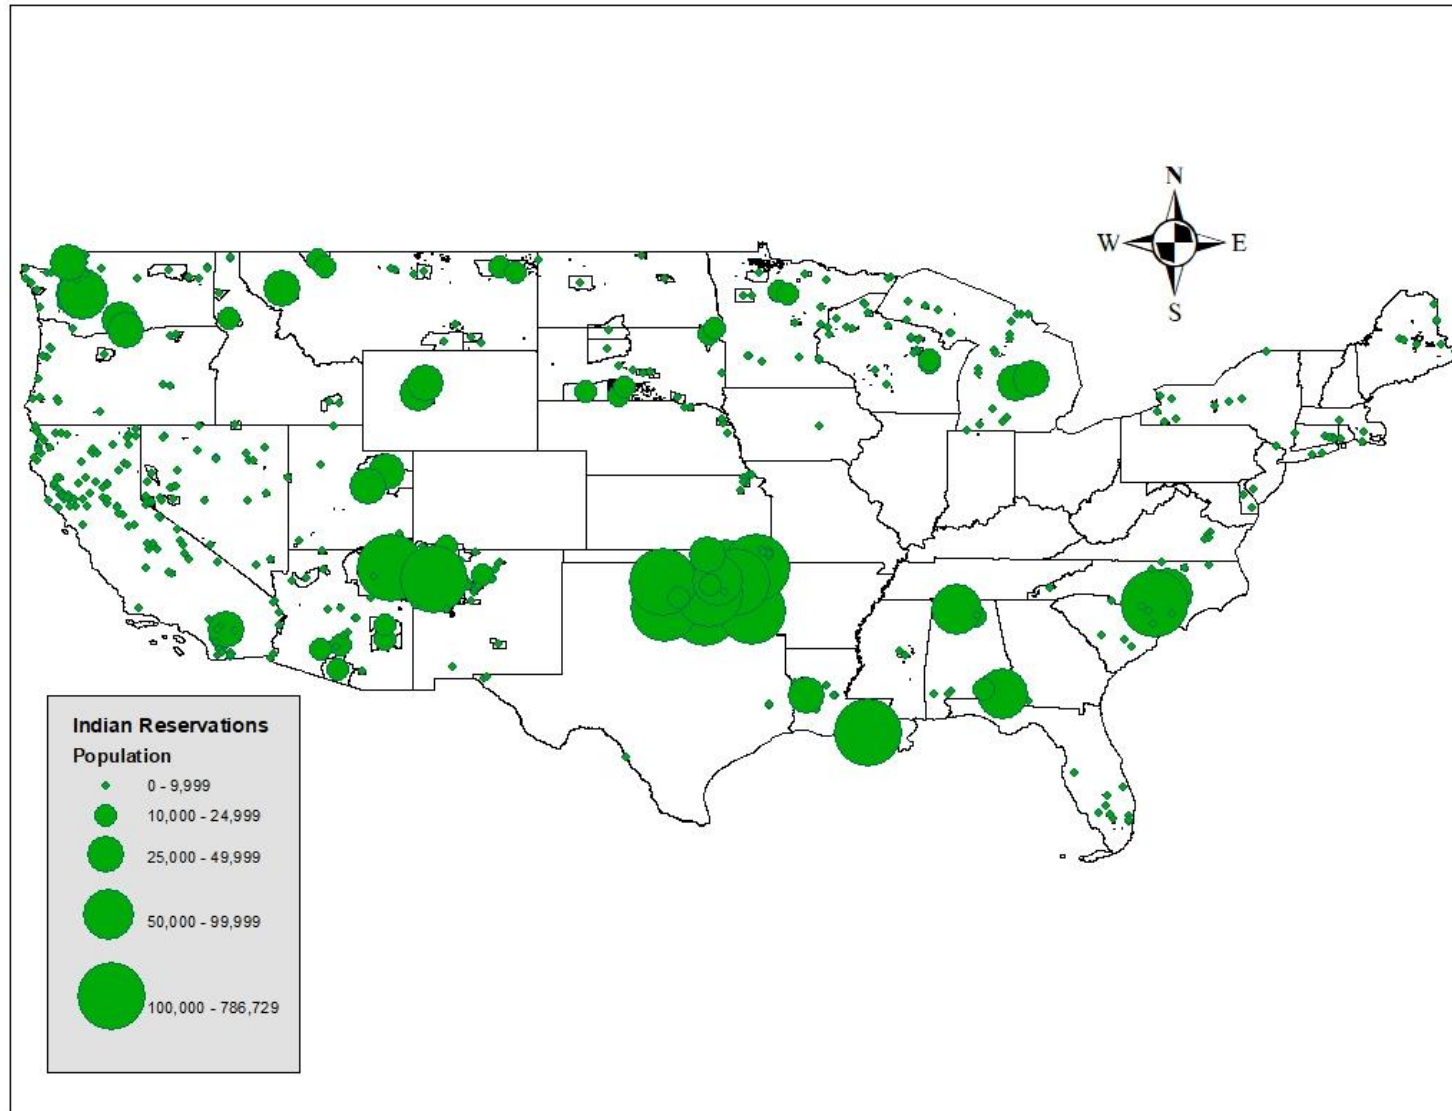 N
W
E
S
Indian Reservations
Population
0 - 9,999
10,000 - 24,999
25,000 - 49,999
50,000 - 99,999
100,000 - 786,729